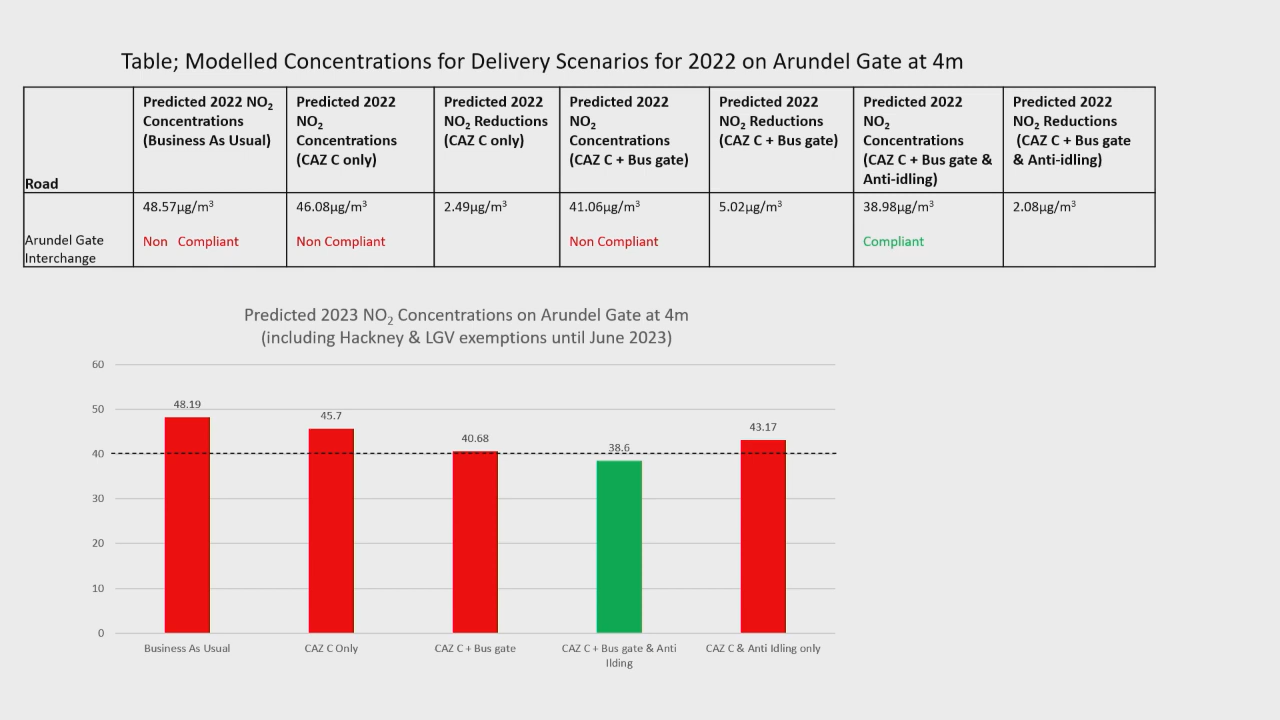 Table; Modelled Concentrations for Delivery Scenarios for 2022 on Arundel Gate at 4m
Road
Predicted 2022 NO₂
Concentrations
(Business As Usual)
Predicted 2022
NO₂
Concentrations
(CAZ C only)
Predicted 2022
NO₂ Reductions
(CAZ C only)
Predicted 2022
NO₂
Concentrations
(CAZ C + Bus gate)
Predicted 2022
NO₂ Reductions
(CAZ C + Bus gate)
Predicted 2022
NO₂
Concentrations
(CAZ C + Bus gate &
Anti-idling)
Predicted 2022
NO₂ Reductions
(CAZ C + Bus gate
& Anti-idling)
Arundel Gate
Interchange
48.57µg/m³
Non Compliant
46.08µg/m³
Non Compliant
2.49µg/m³
41.06µg/m³
Non Compliant
5.02µg/m³
38.98µg/m³
Compliant
2.08µg/m³
Predicted 2023 NO₂ Concentrations on Arundel Gate at 4m
(including Hackney & LGV exemptions until June 2023)
60
50
40
30
20
10
0
48.19
45.7
40.68
38.6
43.17
Business As Usual
CAZ C Only
CAZ C + Bus gate
CAZ C + Bus gate & Anti
Ilding
CAZ C & Anti Idling only